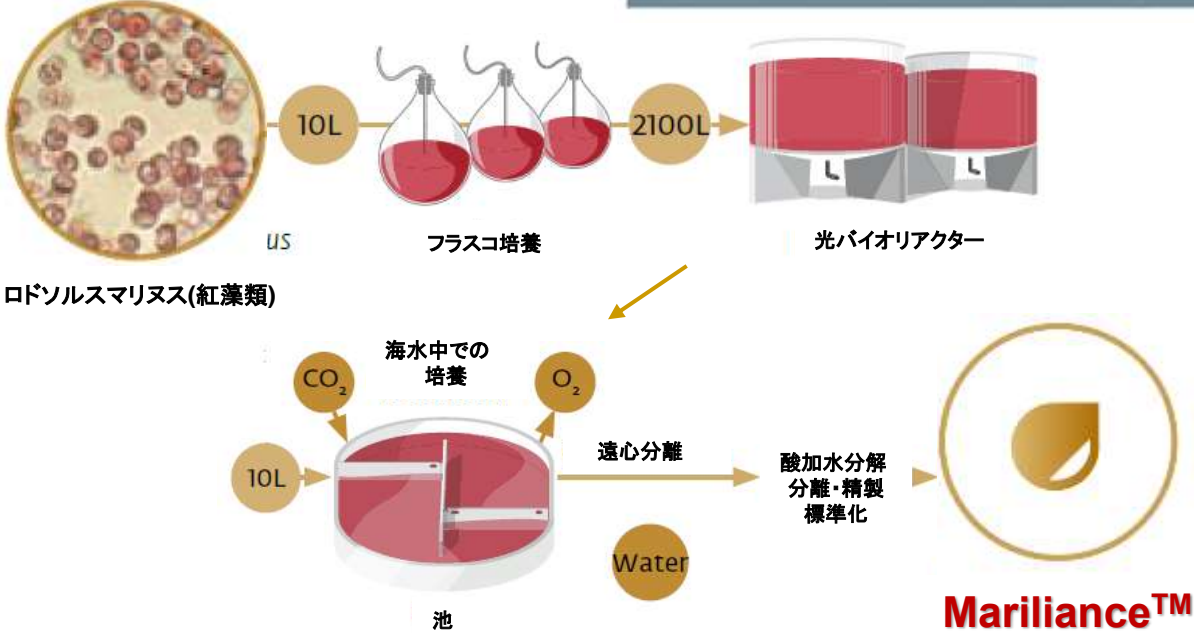 10L
2100L
us
フラスコ培養
光バイオリアクター
ロドソルスマリヌス(紅藻類)
海水中での
培養
CO₂
O₂
10L
遠心分離
酸加水分解
分離・精製
標準化
Water
池
Mariliance™